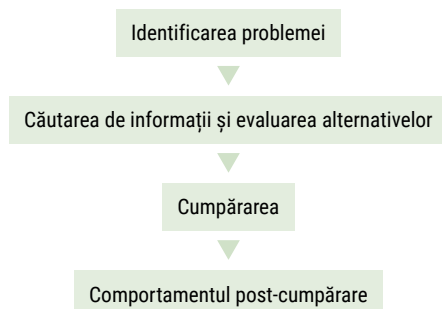 Identificarea problemei
Căutarea de informații și evaluarea alternativelor
Cumpărarea
Comportamentul post-cumpărare